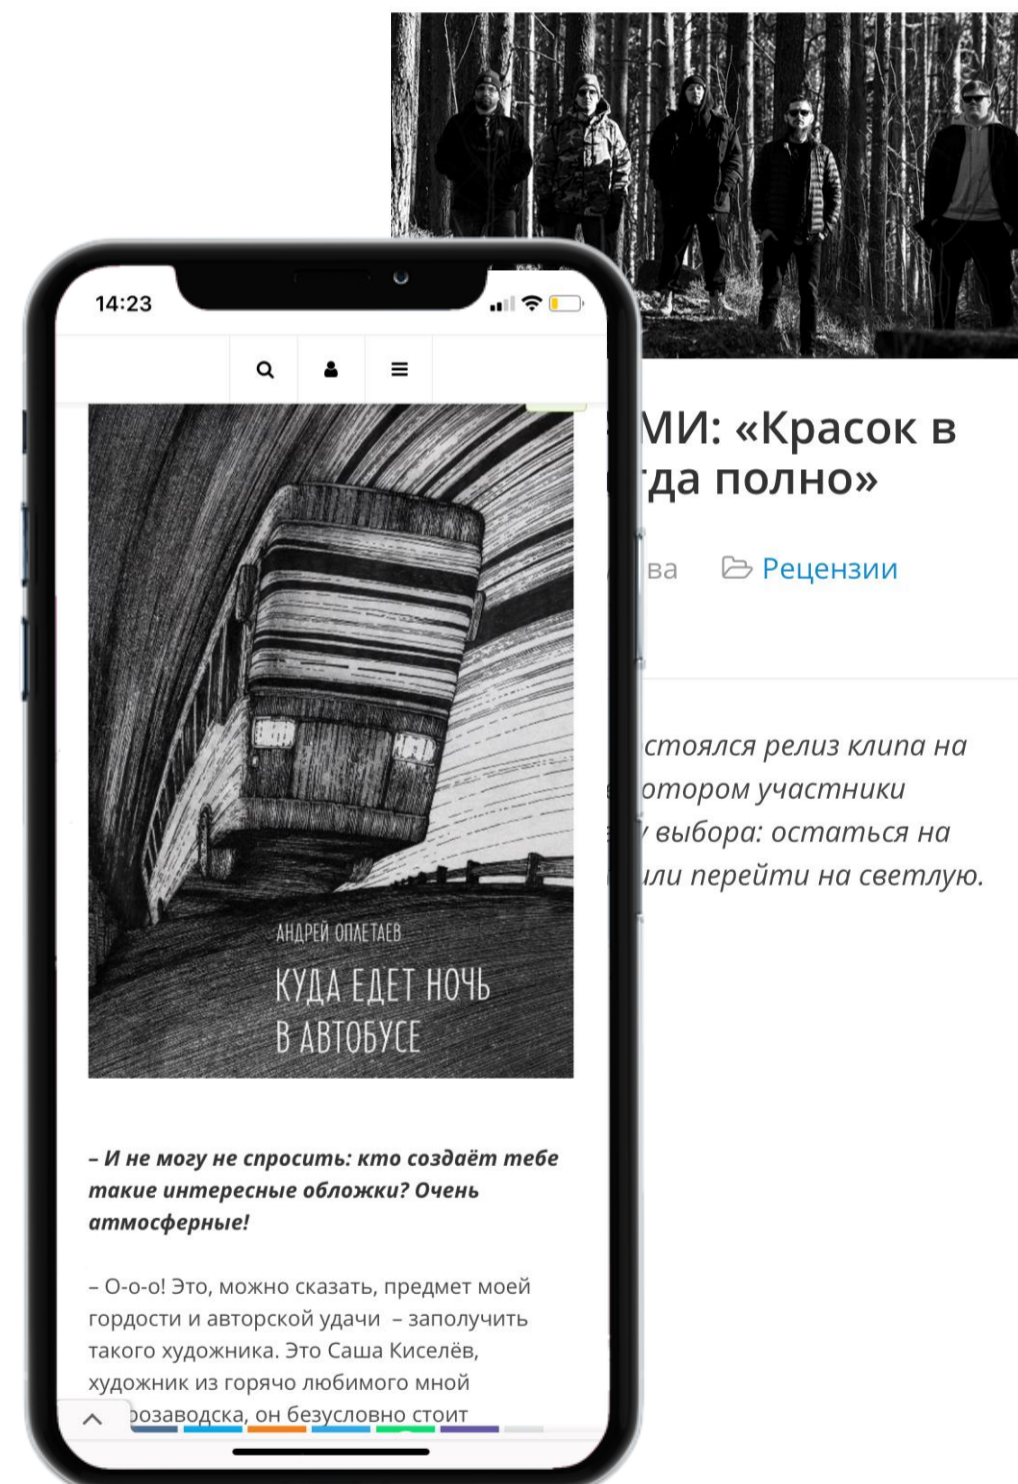 14:23
АНДРЕЙ ОПЛЕТАЕВ
КУДА ЕДЕТ НОЧЬ
В АВТОБУСЕ
– И не могу не спросить: кто создаёт тебе
такие интересные обложки? Очень
атмосферные!
– О-о-о! Это, можно сказать, предмет моей
гордости и авторской удачи – заполучить
такого художника. Это Саша Киселёв,
художник из горячо любимого мной
розаводска, он безусловно стоит
МИ: «Красок в
гда полно»
ва Рецензии
стоялся релиз клипа на
отором участники
у выбора: остаться на
или перейти на светлую.